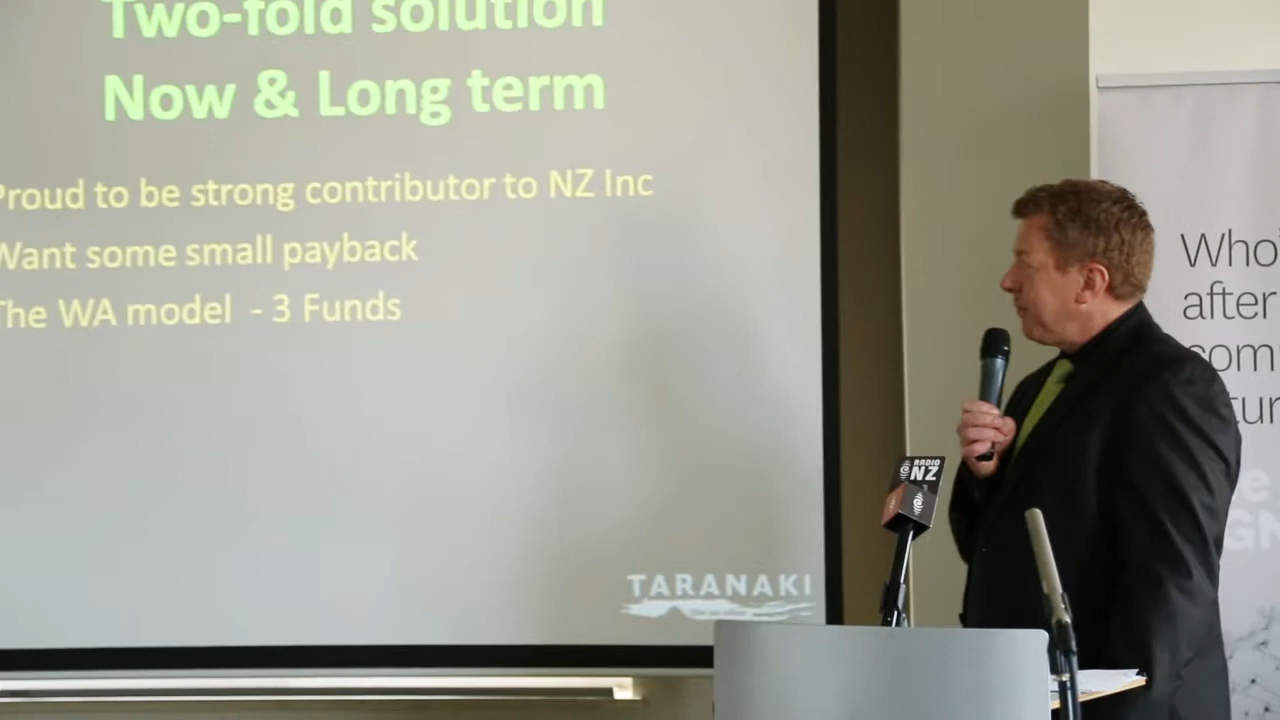 Two-fold solution
Now & Long term
Proud to be strong contributor to NZ Inc
Want some small payback
The WA model - 3 Funds
TARANAKI
RADIO
NZ
Who'
after
com
tur